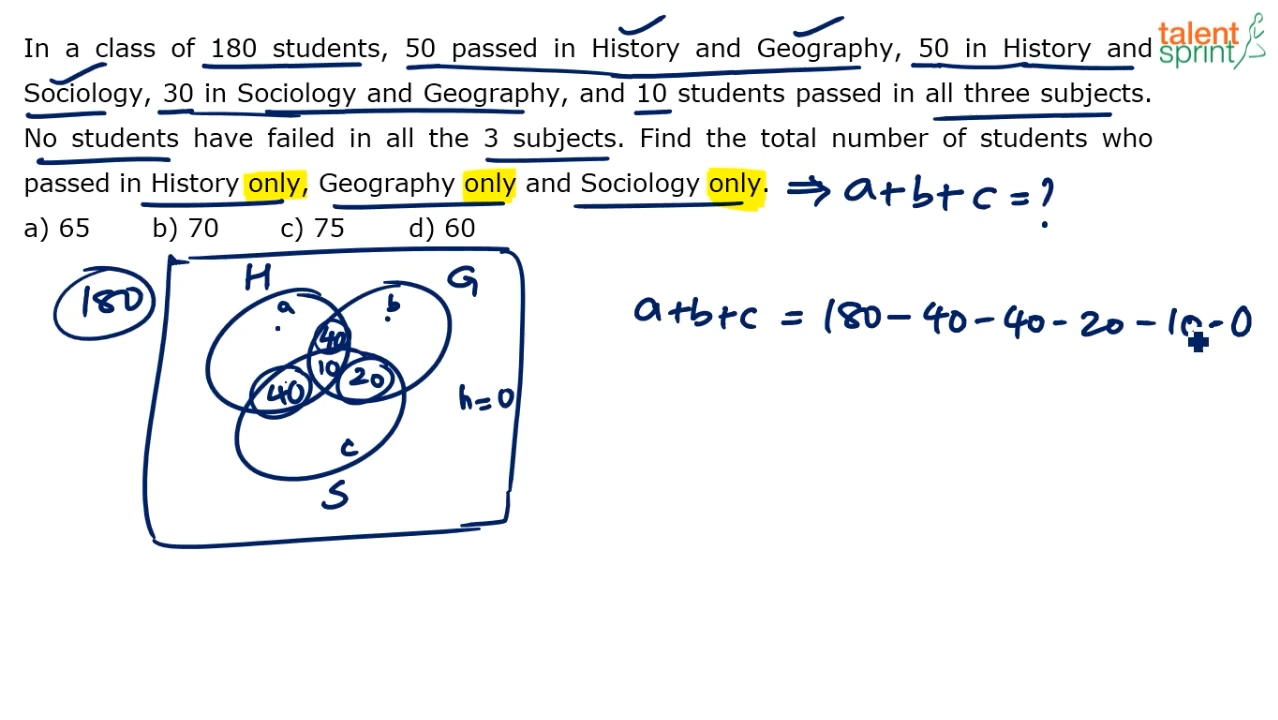 In a class of 180 students, 50 passed in History and Geography, 50 in History and
talent
sprint
Sociology, 30 in Sociology and Geography, and 10 students passed in all three subjects.
No students have failed in all the 3 subjects. Find the total number of students who
passed in History only, Geography only and Sociology only. ⇒ a+b+c = ?
a) 65 b) 70 c) 75 d) 60
180
H
G
a
b
40
10
40
20
n=0
c
S
a+b+c = 180 - 40 - 40 - 20 - 10 - 0